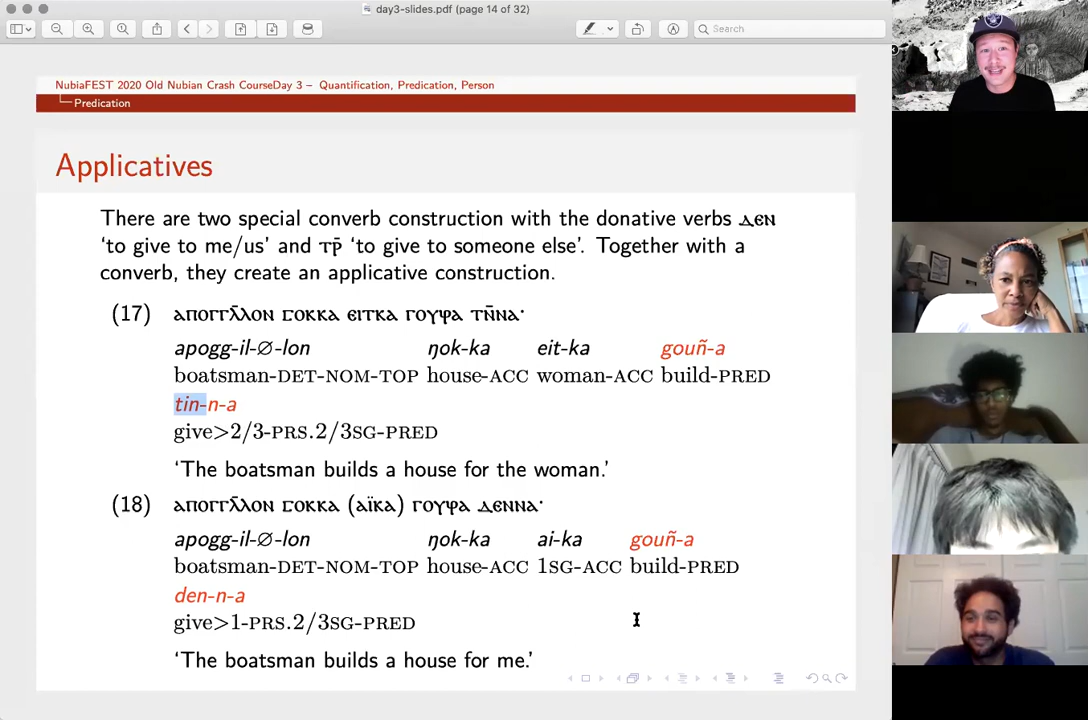 day3-slides.pdf (page 14 of 32)
Search
NubiaFEST 2020 Old Nubian Crash CourseDay 3 – Quantification, Predication, Person
Predication
Applicatives
There are two special converb construction with the donative verbs ⲇⲉⲛ
‘to give to me/us’ and ⲧⲣ̄ ‘to give to someone else’. Together with a
converb, they create an applicative construction.
(17) ⲁⲡⲟⲅⲅⲗ̄ⲗⲟⲛ ⳟⲟⲕⲕⲁ ⲉⲓⲧⲕⲁ ⲅⲟⲩⳡⲁ ⲧⲛ̄ⲛⲁ·
apogg-il-∅-lon ŋok-ka eit-ka gouñ-a
boatsman-DET-NOM-TOP house-ACC woman-ACC build-PRED
tin-n-a
give>2/3-PRS.2/3SG-PRED
‘The boatsman builds a house for the woman.’
(18) ⲁⲡⲟⲅⲅⲗ̄ⲗⲟⲛ ⳟⲟⲕⲕⲁ (ⲁⲓ̈ⲕⲁ) ⲅⲟⲩⳡⲁ ⲇⲉⲛⲛⲁ·
apogg-il-∅-lon ŋok-ka ai-ka gouñ-a
boatsman-DET-NOM-TOP house-ACC 1SG-ACC build-PRED
den-n-a
give>1-PRS.2/3SG-PRED
‘The boatsman builds a house for me.’